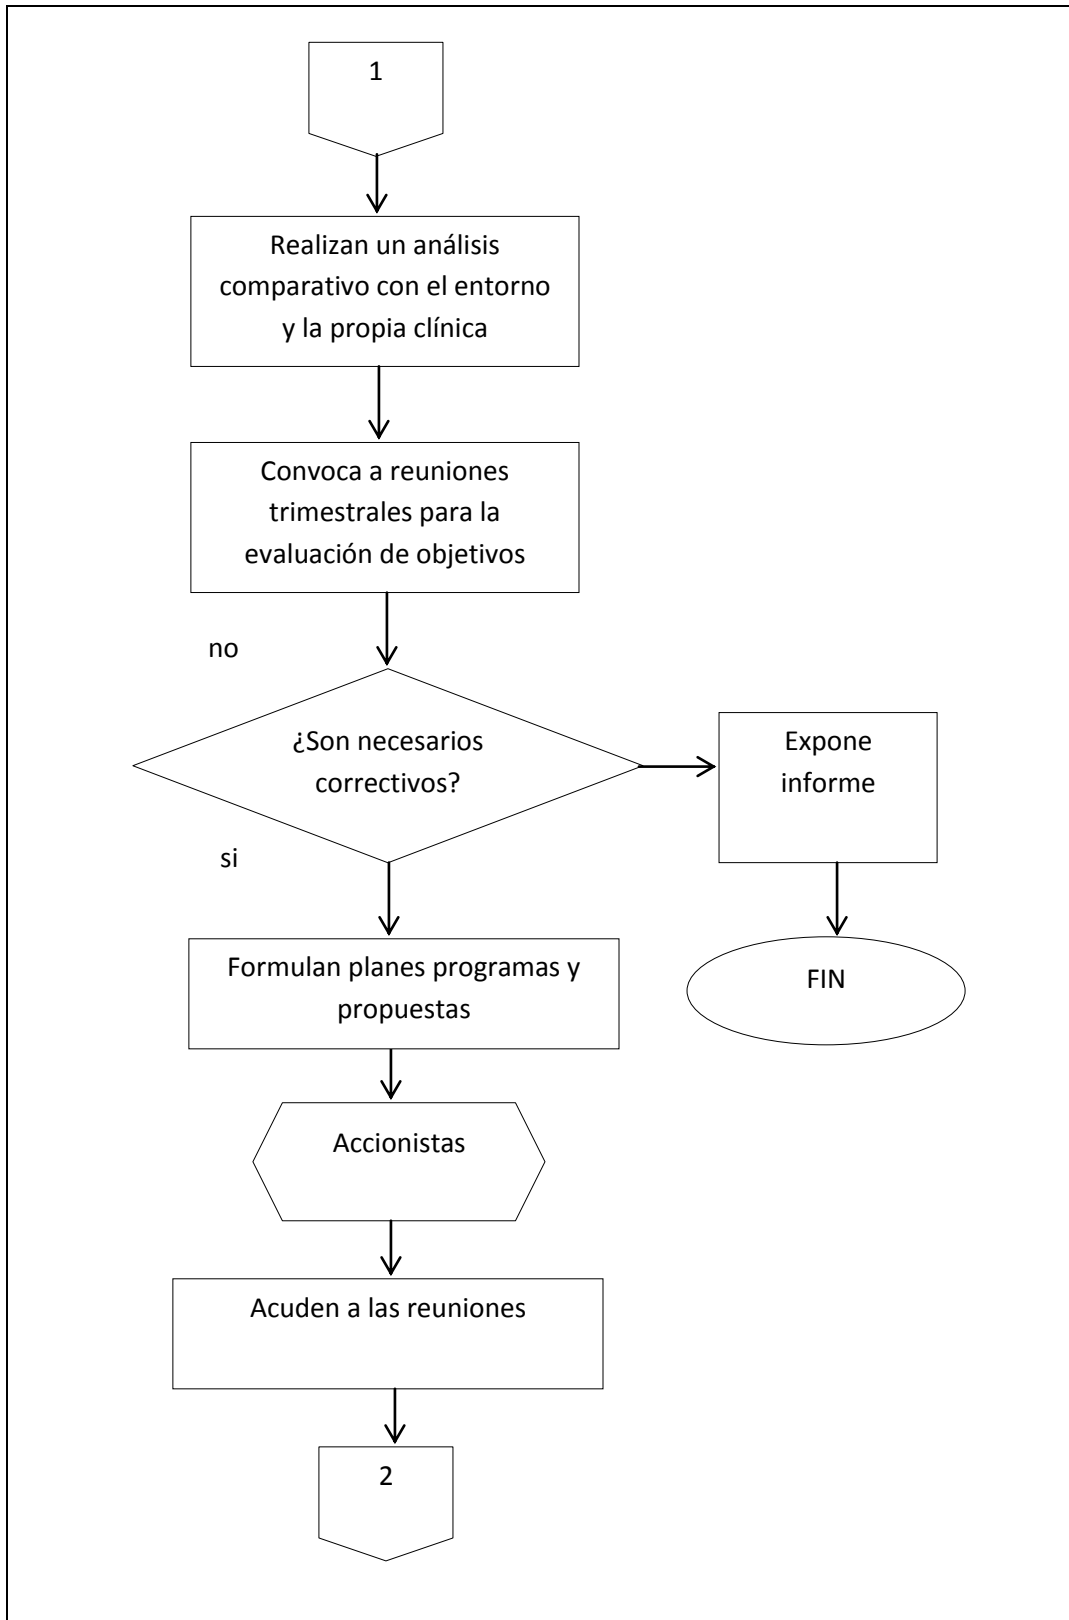 1
Realizan un análisis
comparativo con el entorno
y la propia clínica
Convoca a reuniones
trimestrales para la
evaluación de objetivos
no
¿Son necesarios
correctivos?
Expone
informe
si
Formulan planes programas y
propuestas
FIN
Accionistas
Acuden a las reuniones
2